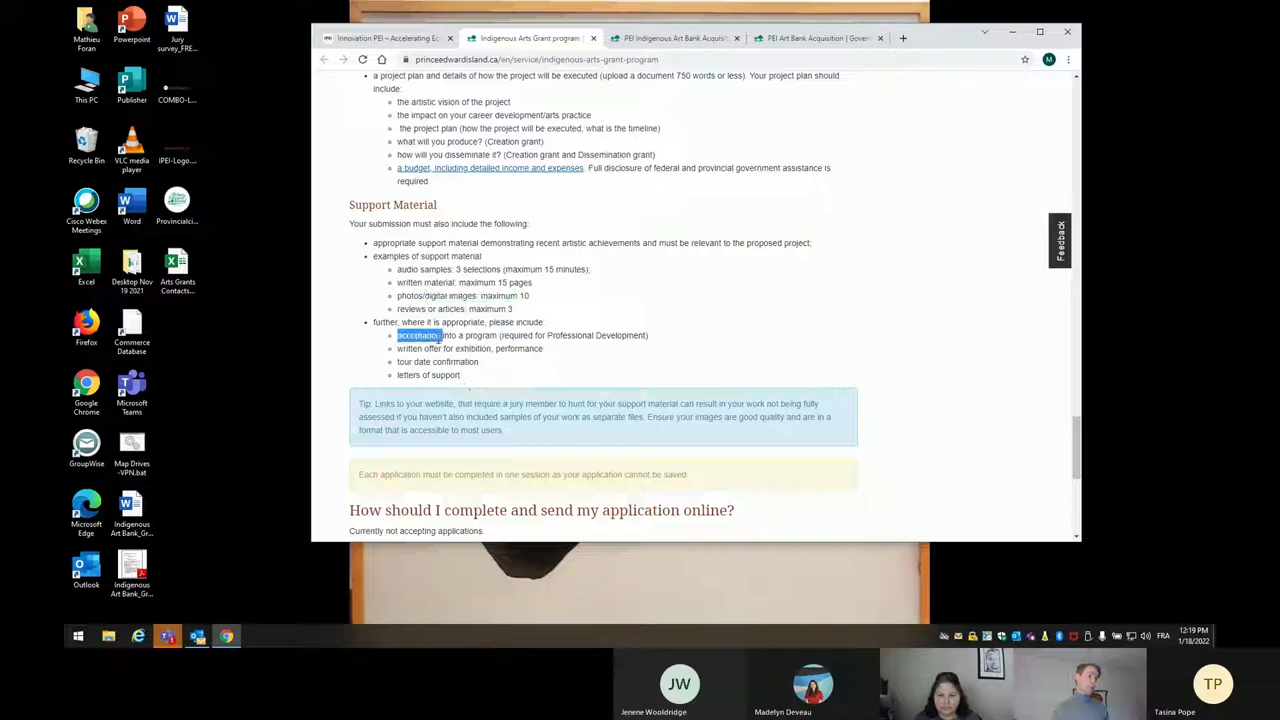 Mathieu
Foran
Powerpoint
Jury
survey_FRE...
This PC
Publisher
COMBO-L...
Recycle Bin
VLC media
player
IPEI-Logo....
Cisco Webex
Meetings
Word
Provincialci...
Excel
Desktop Nov
19 2021
Arts Grants
Contacts...
Firefox
Commerce
Database
Google
Chrome
Microsoft
Teams
GroupWise
Map Drives
-VPN.bat
Microsoft
Edge
Indigenous
Art Bank_Gr...
Outlook
Indigenous
Art Bank_Gr...
Innovation PEI – Accelerating Ec
Indigenous Arts Grant program |
PEI Indigenous Art Bank Acquisit
PEI Art Bank Acquisition | Gover
princeedwardisland.ca/en/service/indigenous-arts-grant-program
M
a project plan and details of how the project will be executed (upload a document 750 words or less). Your project plan should
include:
the artistic vision of the project
the impact on your career development/arts practice
the project plan (how the project will be executed, what is the timeline)
what will you produce? (Creation grant)
how will you disseminate it? (Creation grant and Dissemination grant)
a budget, including detailed income and expenses. Full disclosure of federal and provincial government assistance is
required.
Support Material
Your submission must also include the following:
appropriate support material demonstrating recent artistic achievements and must be relevant to the proposed project;
examples of support material
audio samples: 3 selections (maximum 15 minutes);
written material: maximum 15 pages
photos/digital images: maximum 10
reviews or articles: maximum 3
further, where it is appropriate, please include:
acceptance into a program (required for Professional Development)
written offer for exhibition, performance
tour date confirmation
letters of support
Tip: Links to your website, that require a jury member to hunt for your support material can result in your work not being fully
assessed if you haven't also included samples of your work as separate files. Ensure your images are good quality and are in a
format that is accessible to most users.
Each application must be completed in one session as your application cannot be saved.
How should I complete and send my application online?
Currently not accepting applications.
Feedback
FRA
12:19 PM
1/18/2022
JW
Jenene Wooldridge
Madelyn Deveau
TP
Tasina Pope